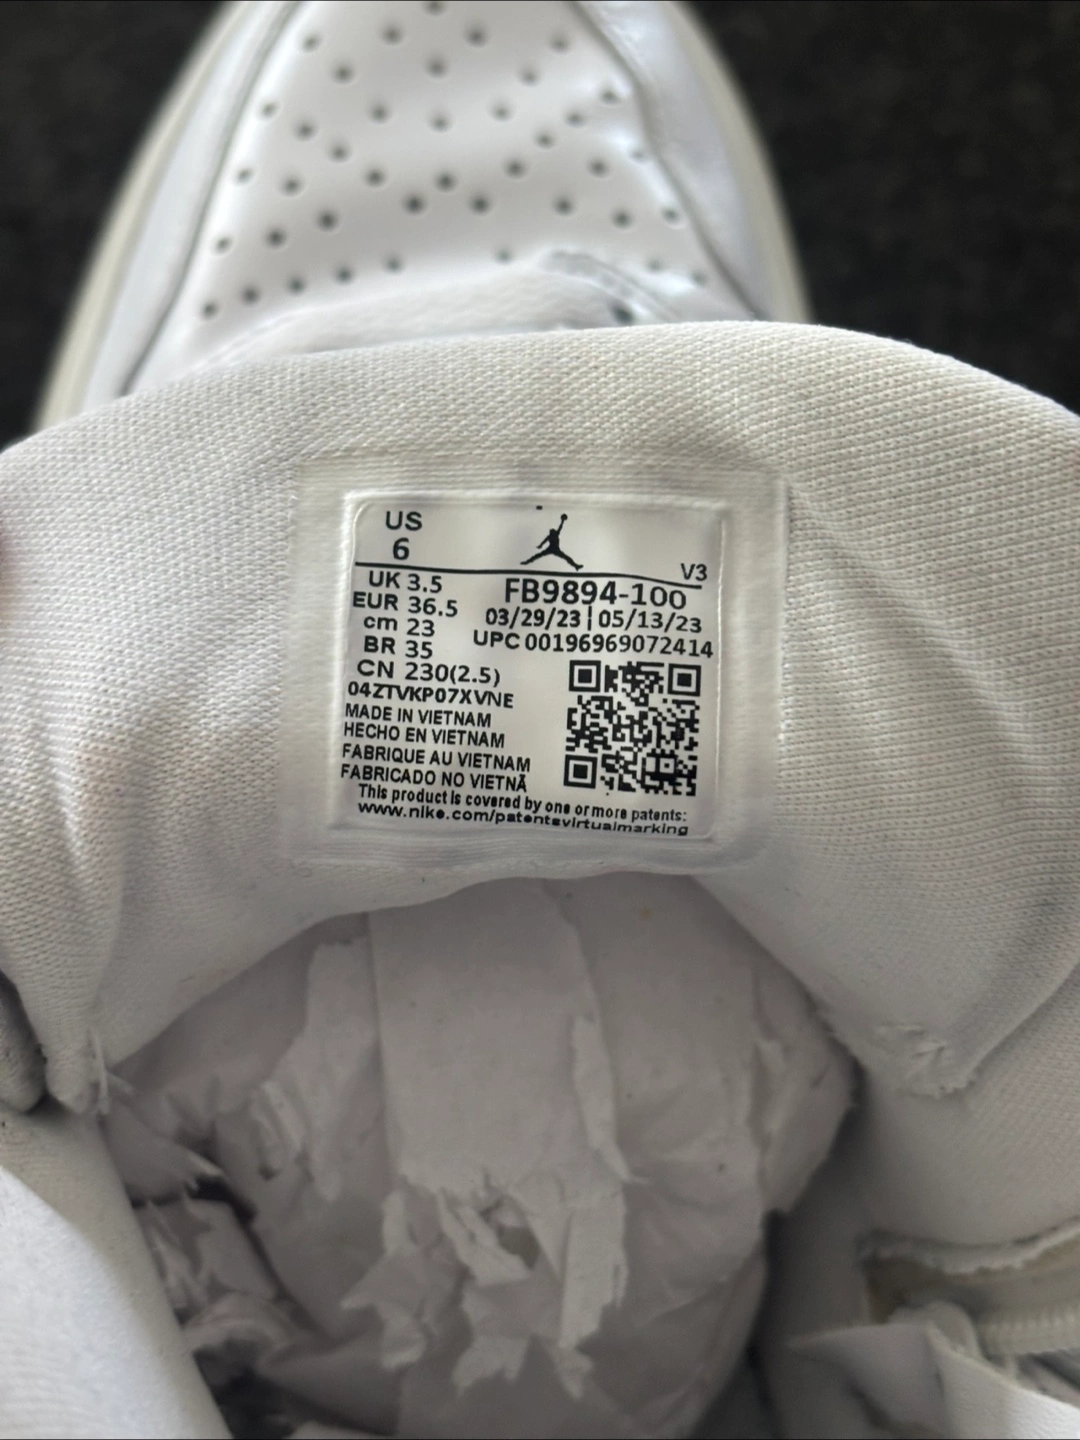 US
6
V3
UK 3.5
EUR 36.5
cm 23
BR 35
CN 230(2.5)
FB9894-100
03/29/23 | 05/13/23
UPC 00196969072414
04ZTVKP07XVNE
MADE IN VIETNAM
HECHO EN VIETNAM
FABRIQUE AU VIETNAM
FABRICADO NO VIETNÃ
This product is covered by one or more patents:
www.nike.com/patentsvirtualmarking